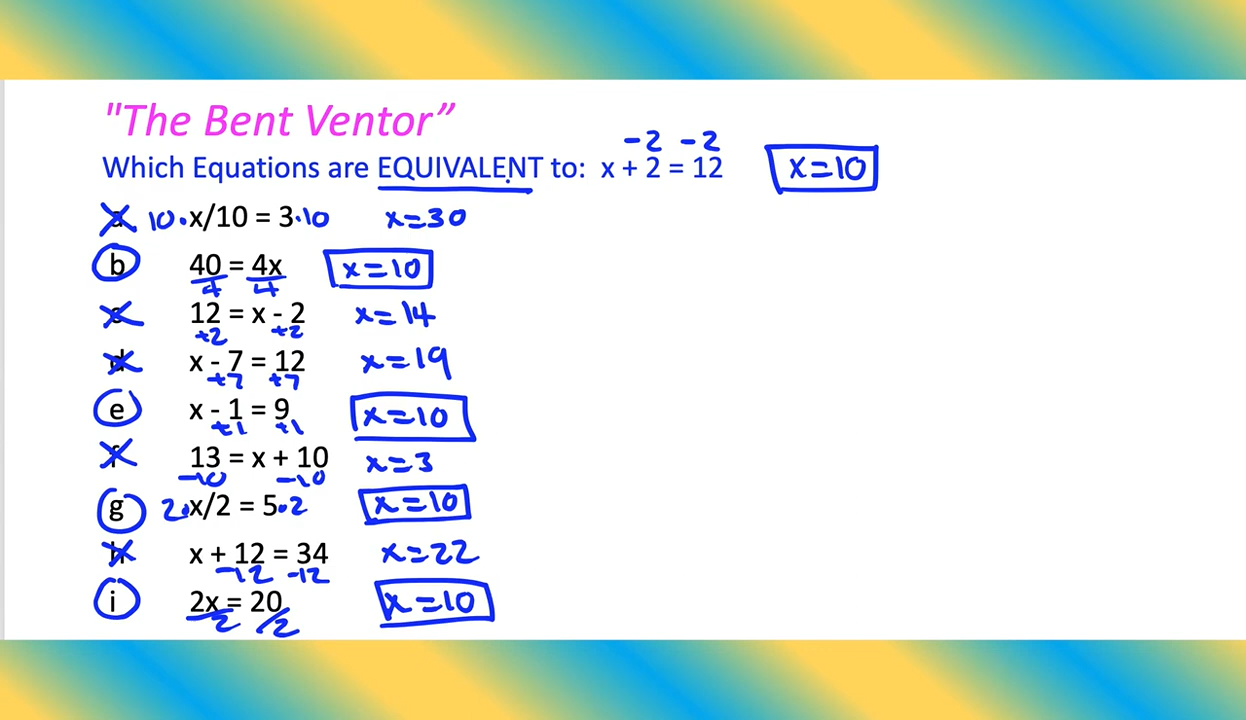 "The Bent Ventor”
-2 -2
Which Equations are EQUIVALENT to: x + 2 = 12 x=10
a 10• x/10 = 3•10 x=30
b 40 = 4x x=10
4 4
c 12 = x - 2 x=14
+2 +2
d x - 7 = 12 x=19
+7 +7
e x - 1 = 9 x=10
+1 +1
f 13 = x + 10 x=3
-10 -10
g 2• x/2 = 5•2 x=10
h x + 12 = 34 x=22
-12 -12
i 2x = 20 x=10
2 2